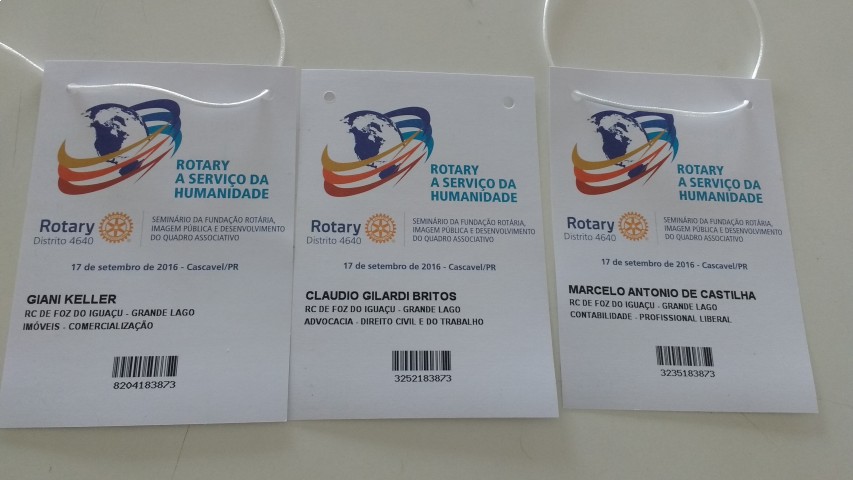 ROTARY
A SERVIÇO DA
HUMANIDADE
Rotary
Distrito 4640
SEMINÁRIO DA FUNDAÇÃO ROTÁRIA,
IMAGEM PÚBLICA E DESENVOLVIMENTO
DO QUADRO ASSOCIATIVO
17 de setembro de 2016 - Cascavel/PR
GIANI KELLER
RC DE FOZ DO IGUAÇU - GRANDE LAGO
IMÓVEIS - COMERCIALIZAÇÃO
8204183873
ROTARY
A SERVIÇO DA
HUMANIDADE
Rotary
Distrito 4640
SEMINÁRIO DA FUNDAÇÃO ROTÁRIA,
IMAGEM PÚBLICA E DESENVOLVIMENTO
DO QUADRO ASSOCIATIVO
17 de setembro de 2016 - Cascavel/PR
CLAUDIO GILARDI BRITOS
RC DE FOZ DO IGUAÇU - GRANDE LAGO
ADVOCACIA - DIREITO CIVIL E DO TRABALHO
3252183873
ROTARY
A SERVIÇO DA
HUMANIDADE
Rotary
Distrito 4640
SEMINÁRIO DA FUNDAÇÃO ROTÁRIA,
IMAGEM PÚBLICA E DESENVOLVIMENTO
DO QUADRO ASSOCIATIVO
17 de setembro de 2016 - Cascavel/PR
MARCELO ANTONIO DE CASTILHA
RC DE FOZ DO IGUAÇU - GRANDE LAGO
CONTABILIDADE - PROFISSIONAL LIBERAL
3235183873